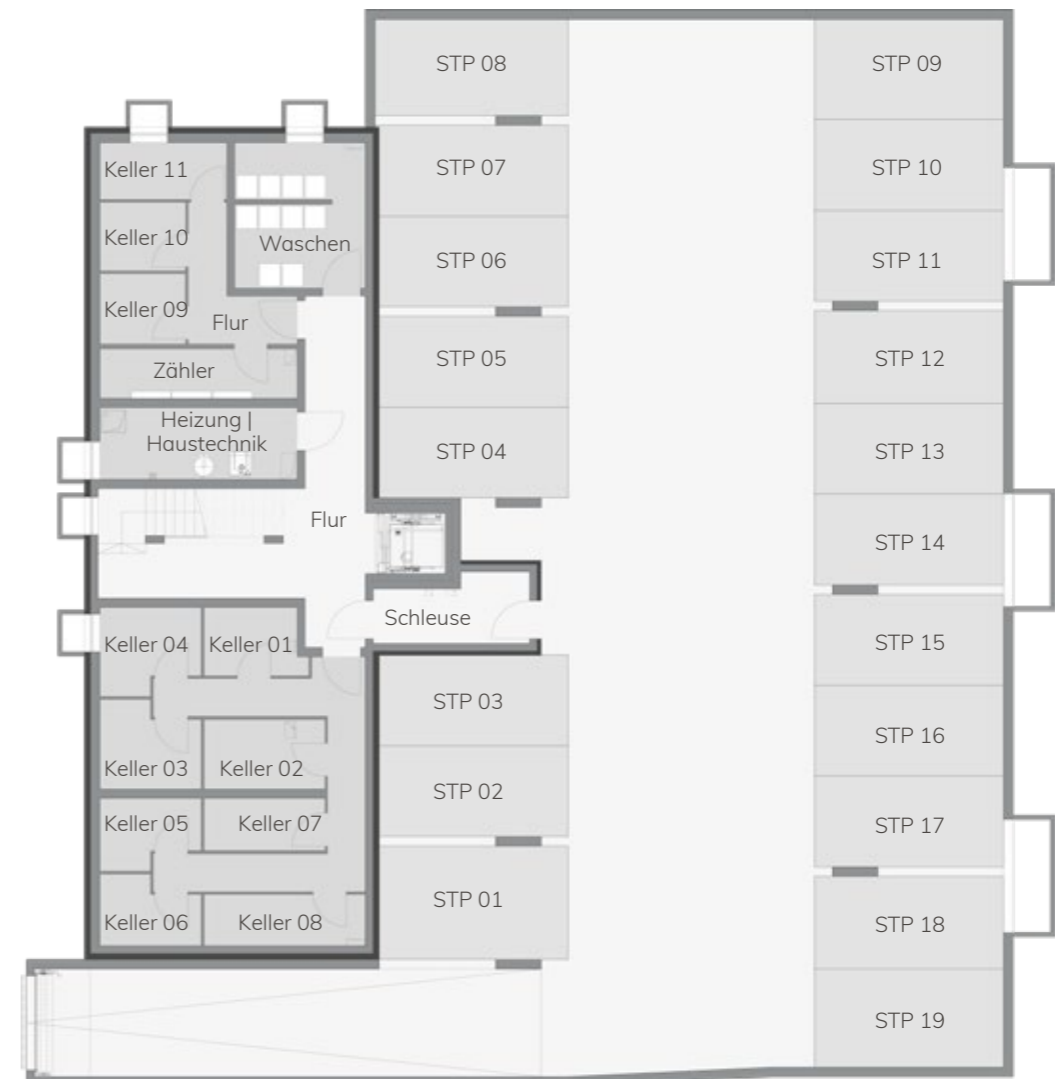 STP 08
STP 09
Keller 11
STP 07
STP 10
Keller 10
Waschen
STP 06
STP 11
Keller 09
Flur
STP 05
STP 12
Zähler
Heizung |
Haustechnik
STP 04
STP 13
Flur
STP 14
Schleuse
Keller 04
Keller 01
STP 15
STP 03
STP 16
Keller 03
Keller 02
STP 02
Keller 05
Keller 07
STP 17
STP 01
Keller 06
Keller 08
STP 18
STP 19